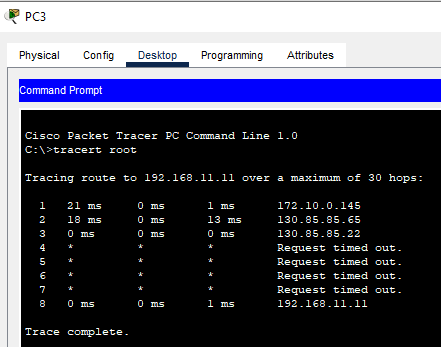 PC3
Physical Config Desktop Programming Attributes
Command Prompt
Cisco Packet Tracer PC Command Line 1.0
C:\>tracert root
Tracing route to 192.168.11.11 over a maximum of 30 hops:
1 21 ms 0 ms 1 ms 172.10.0.145
2 18 ms 0 ms 13 ms 130.85.85.65
3 0 ms 0 ms 0 ms 130.85.85.22
4 * * * Request timed out.
5 * * * Request timed out.
6 * * * Request timed out.
7 * * * Request timed out.
8 0 ms 0 ms 1 ms 192.168.11.11
Trace complete.